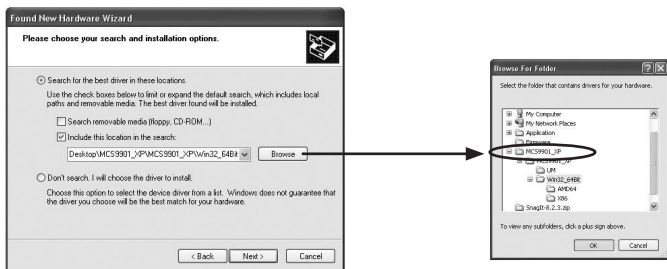 Found New Hardware Wizard
Please choose your search and installation options.
Search for the best driver in these locations.
Use the check boxes below to limit or expand the default search, which includes local
paths and removable media. The best driver found will be installed.
Search removable media (floppy, CD-ROM...)
Include this location in the search:
Desktop\MCS9901_XP\MCS9901_XP\Win32_64Bit
Browse
Don't search. I will choose the driver to install.
Choose this option to select the device driver from a list. Windows does not guarantee that
the driver you choose will be the best match for your hardware.
< Back
Next >
Cancel
Browse For Folder
Select the folder that contains drivers for your hardware.
My Computer
My Network Places
Application
Firmware
MCS9901_XP
MCS9901_XP
UM
Win32_64Bit
AMD64
X86
SnagIt-8.2.3.zip
To view any subfolders, click a plus sign above.
OK
Cancel